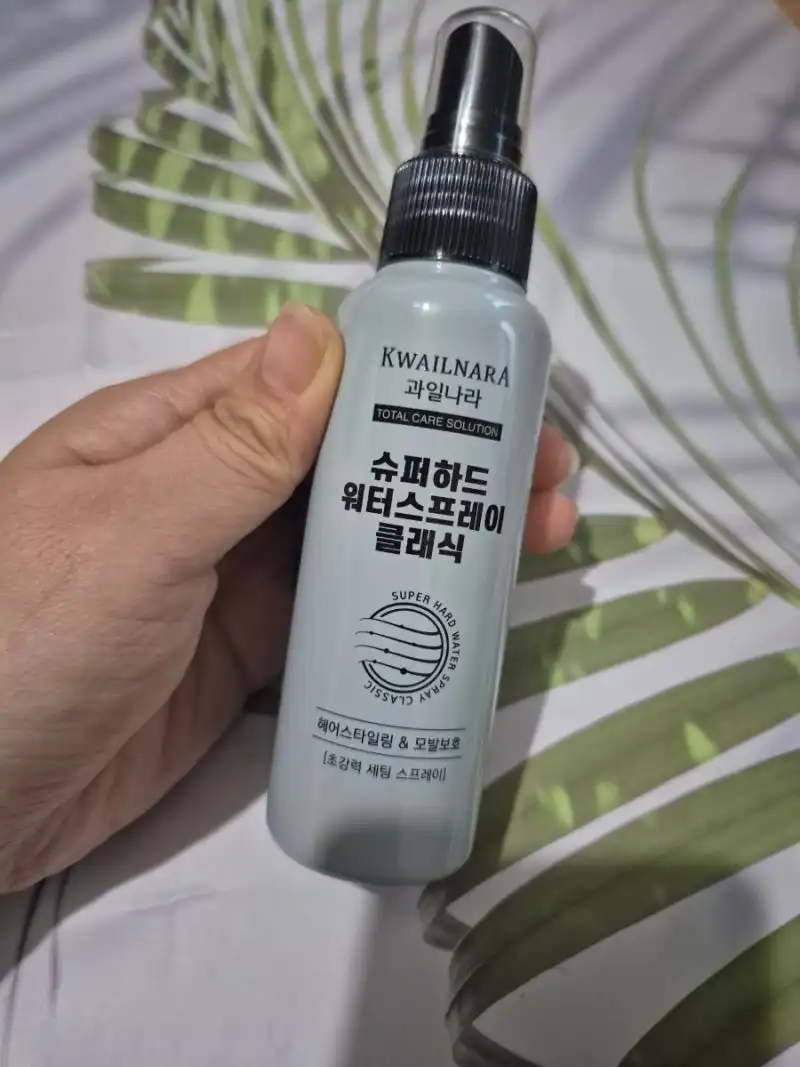 KWAILNARA
과일나라
TOTAL CARE SOLUTION
슈퍼하드
워터스프레이
클래식
SUPER HARD WATER SPRAY CLASSIC
헤어스타일링 & 모발보호
[초강력 세팅 스프레이]